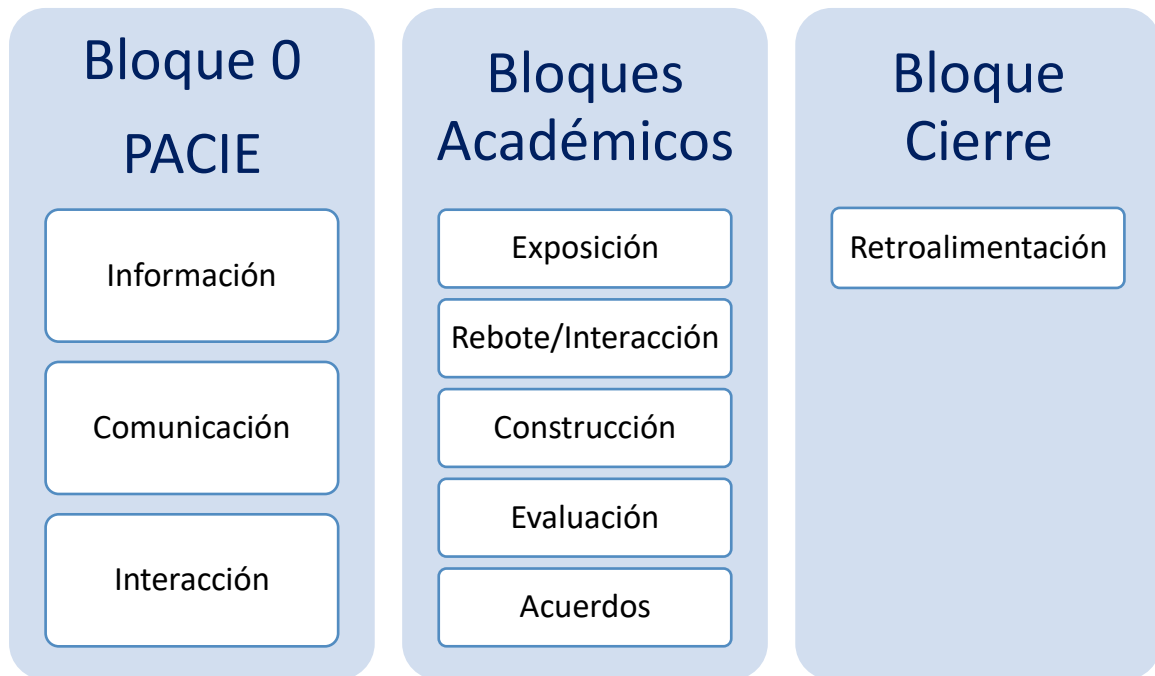 Bloque 0
PACIE
Información
Comunicación
Interacción
Bloques
Académicos
Exposición
Rebote/Interacción
Construcción
Evaluación
Acuerdos
Bloque
Cierre
Retroalimentación